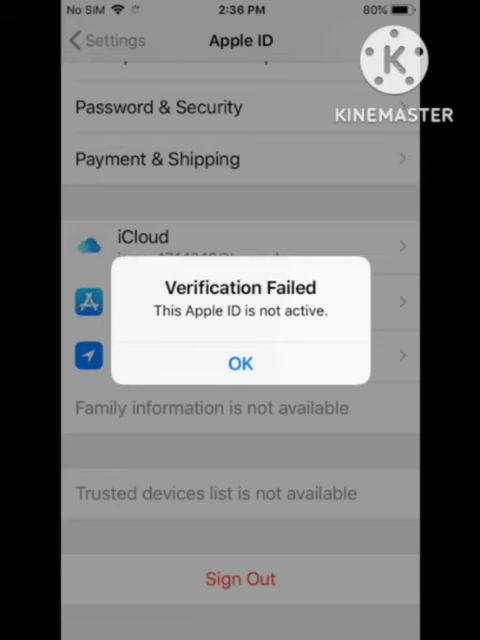 No SIM 2:36 PM 80%
Settings Apple ID
KINEMASTER
Password & Security
Payment & Shipping
iCloud
Verification Failed
This Apple ID is not active.
OK
Family information is not available
Trusted devices list is not available
Sign Out